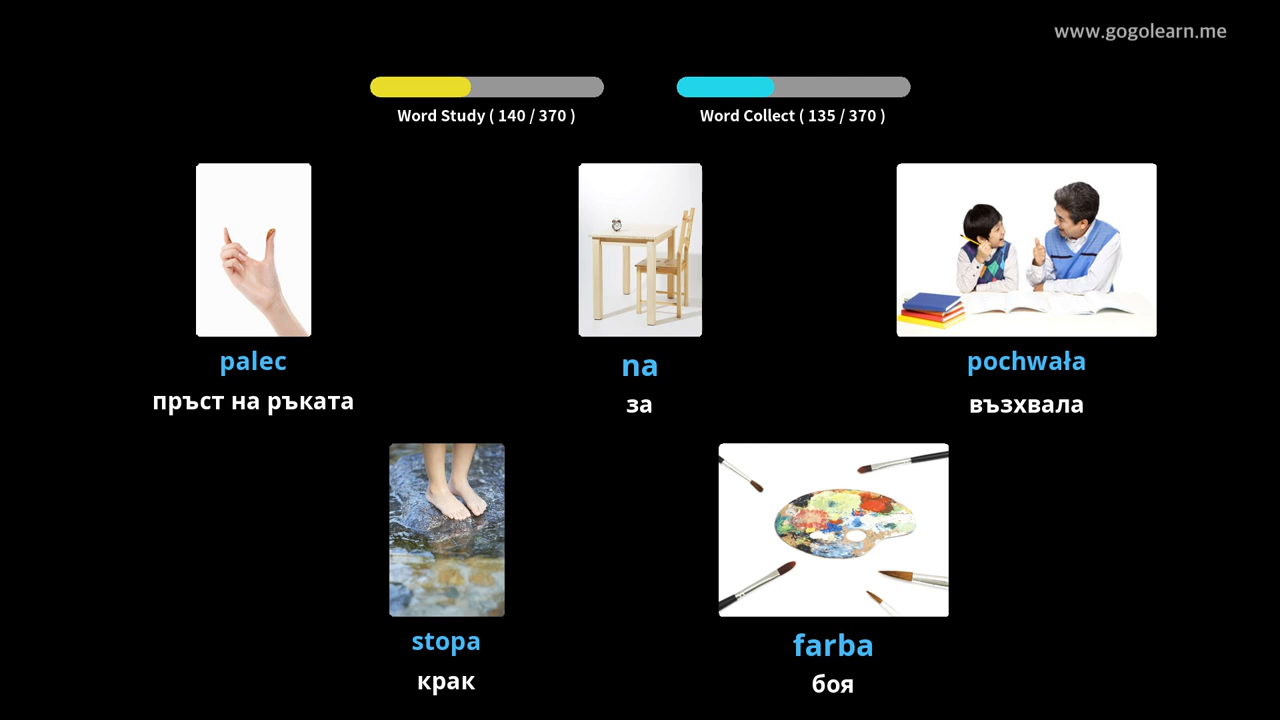 www.gogolearn.me
Word Study ( 140 / 370 )
Word Collect ( 135 / 370 )
palec
пръст на ръката
na
за
pochwała
възхвала
stopa
крак
farba
боя